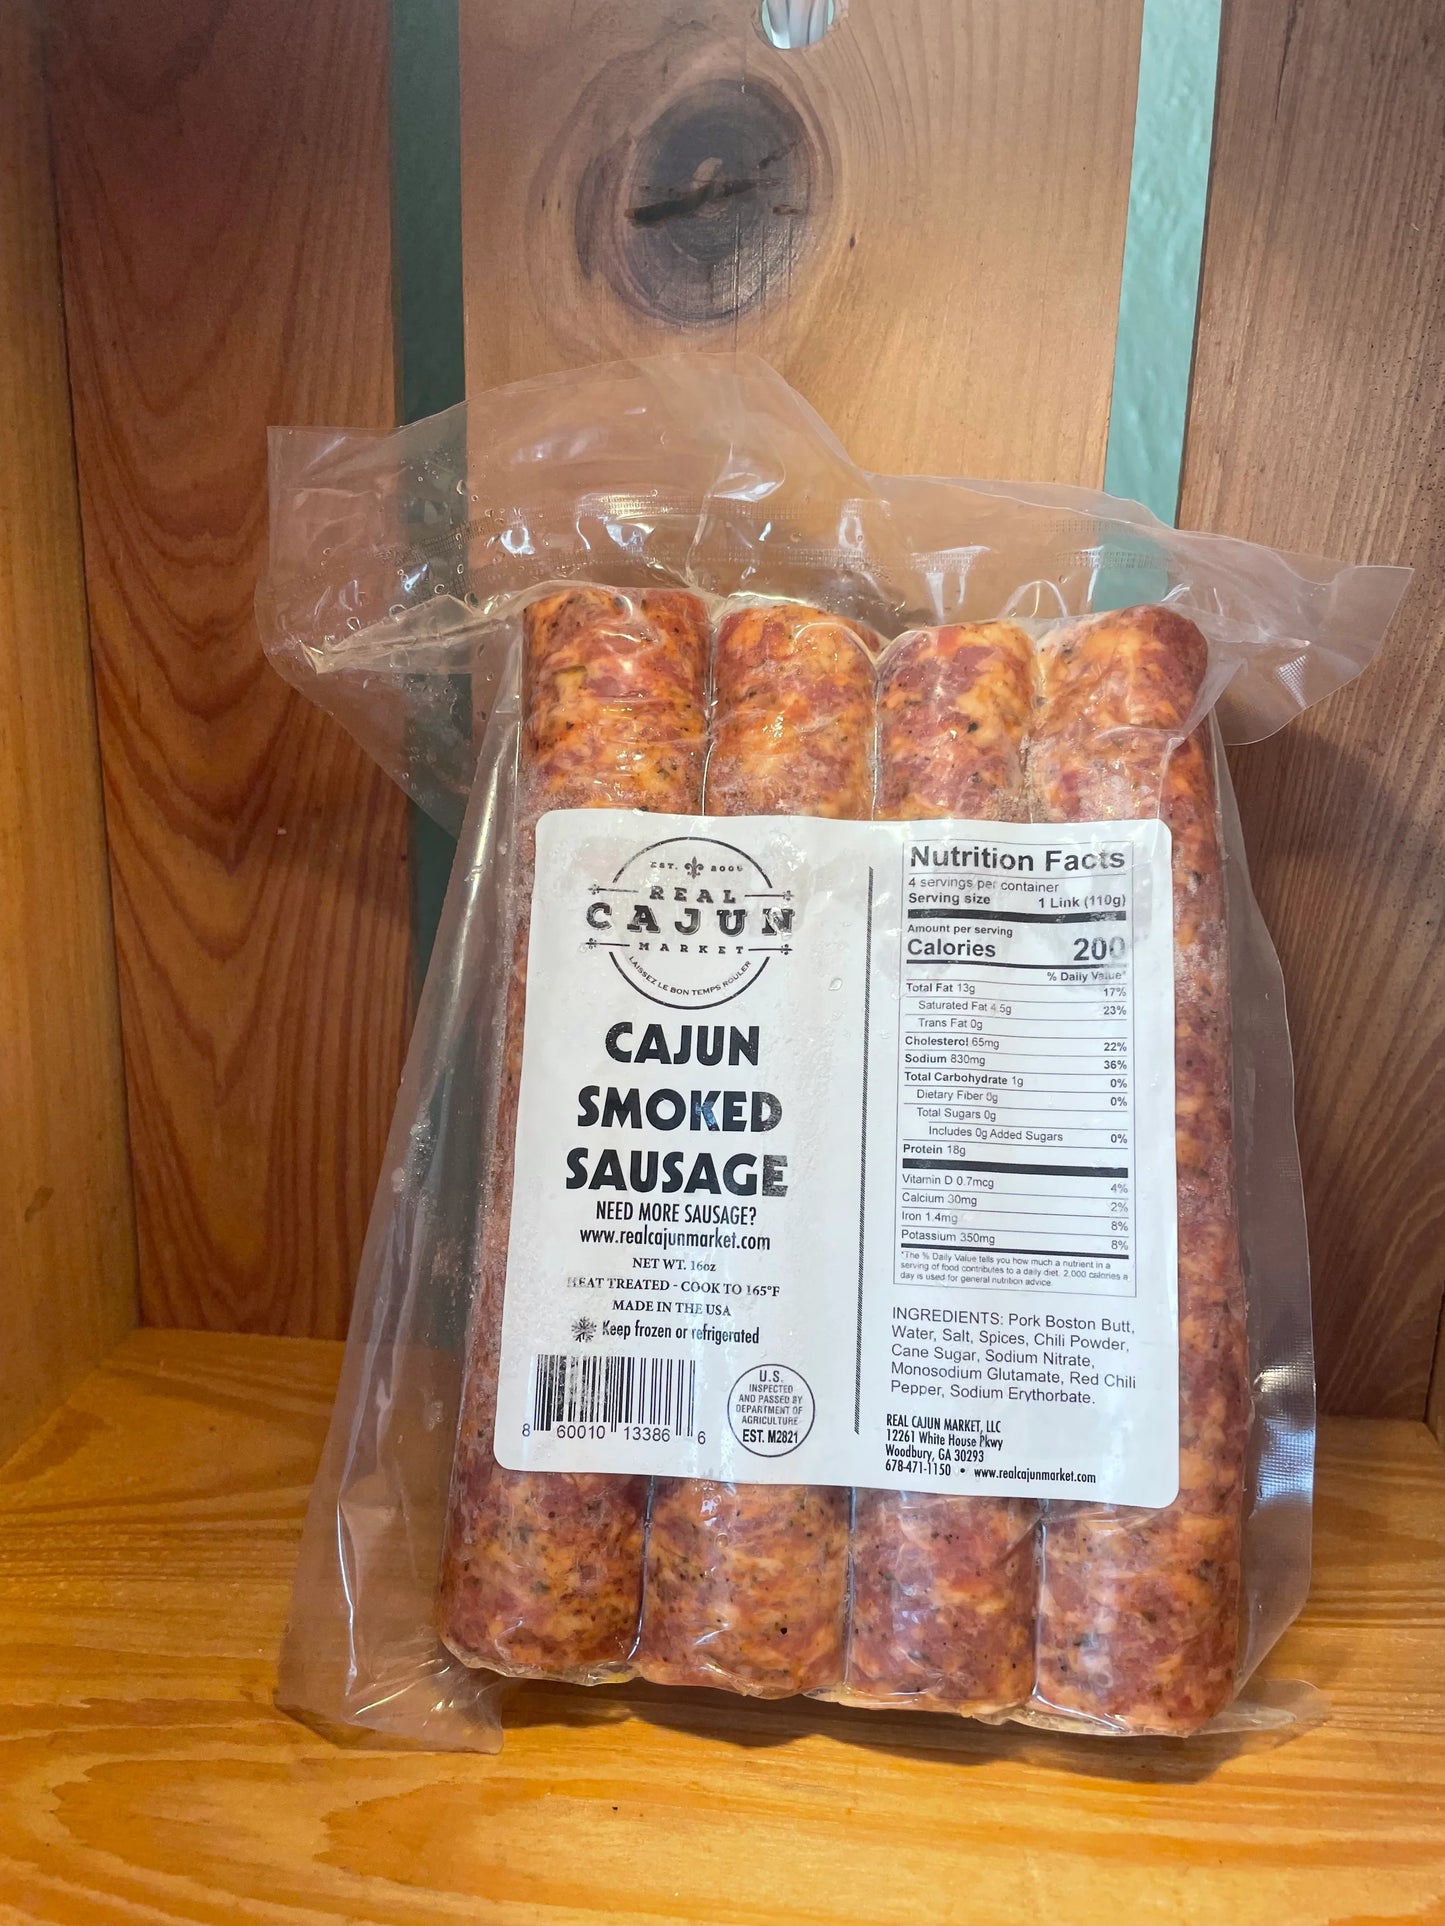 EST. 2006
REAL
CAJUN
MARKET
LAISSEZ LE BON TEMPS ROULER
CAJUN
SMOKED
SAUSAGE
NEED MORE SAUSAGE?
www.realcajunmarket.com
NET WT. 16oz
HEAT TREATED - COOK TO 165°F
MADE IN THE USA
Keep frozen or refrigerated
8 60010 13386 6
U.S.
INSPECTED
AND PASSED BY
DEPARTMENT OF
AGRICULTURE
EST. M2821
Nutrition Facts
4 servings per container
Serving size 1 Link (110g)
Amount per serving
Calories 200
% Daily Value*
Total Fat 13g 17%
Saturated Fat 4.5g 23%
Trans Fat 0g
Cholesterol 65mg 22%
Sodium 830mg 36%
Total Carbohydrate 1g 0%
Dietary Fiber 0g 0%
Total Sugars 0g
Includes 0g Added Sugars 0%
Protein 18g
Vitamin D 0.7mcg 4%
Calcium 30mg 2%
Iron 1.4mg 8%
Potassium 350mg 8%
*The % Daily Value tells you how much a nutrient in a
serving of food contributes to a daily diet. 2,000 calories a
day is used for general nutrition advice.
INGREDIENTS: Pork Boston Butt,
Water, Salt, Spices, Chili Powder,
Cane Sugar, Sodium Nitrate,
Monosodium Glutamate, Red Chili
Pepper, Sodium Erythorbate.
REAL CAJUN MARKET, LLC
12261 White House Pkwy
Woodbury, GA 30293
678-471-1150 • www.realcajunmarket.com